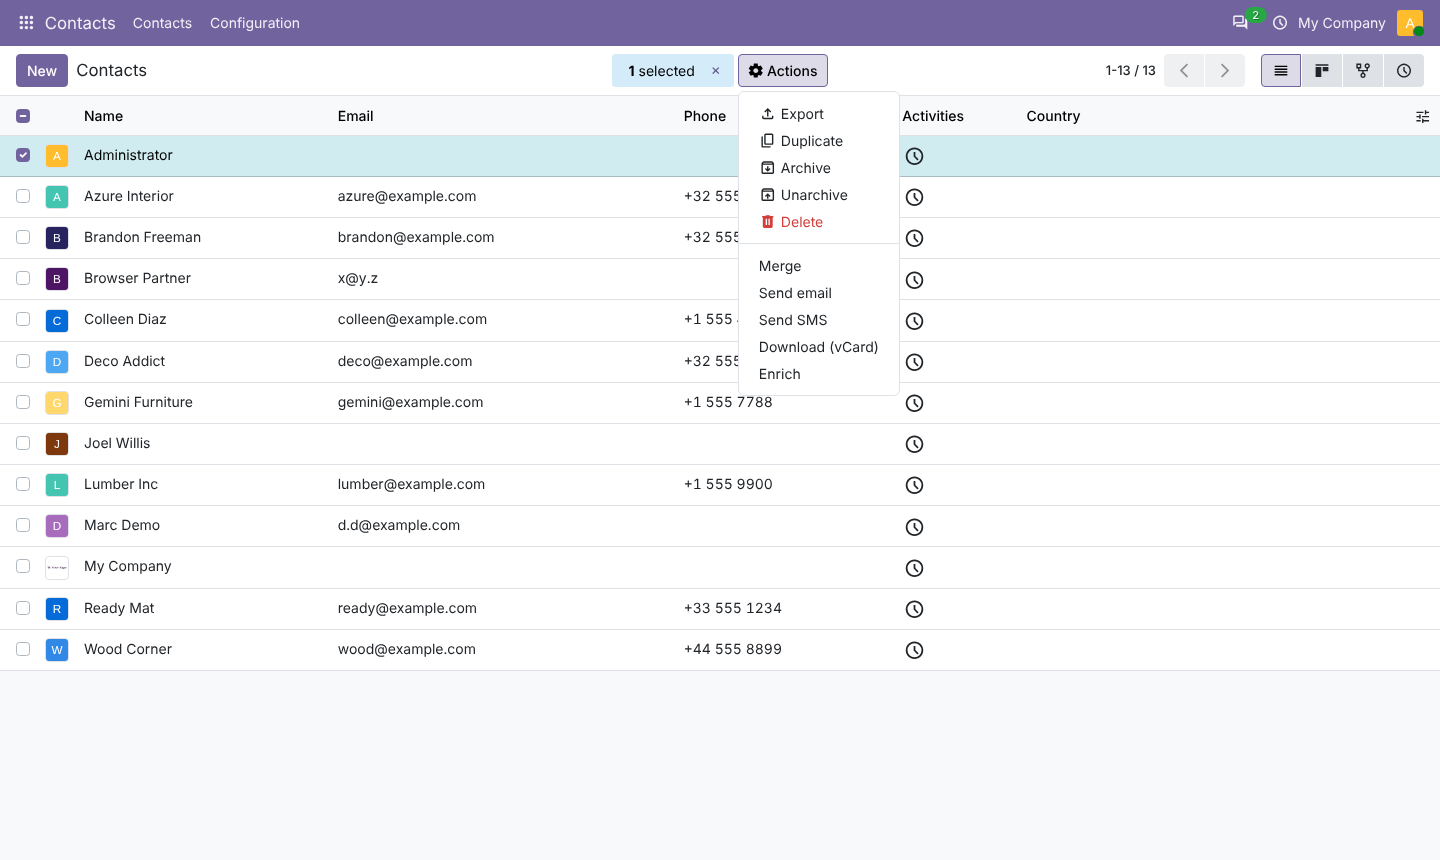 Contacts Contacts Configuration 2 My Company A
New Contacts 1 selected × Actions 1-13 / 13
Name Email Phone Activities Country
Export
Duplicate
Archive
Unarchive
Delete
Merge
Send email
Send SMS
Download (vCard)
Enrich
A Administrator
A Azure Interior azure@example.com +32 555
B Brandon Freeman brandon@example.com +32 555
B Browser Partner x@y.z
C Colleen Diaz colleen@example.com +1 555
D Deco Addict deco@example.com +32 555
G Gemini Furniture gemini@example.com +1 555 7788
J Joel Willis
L Lumber Inc lumber@example.com +1 555 9900
D Marc Demo d.d@example.com
My Company
R Ready Mat ready@example.com +33 555 1234
W Wood Corner wood@example.com +44 555 8899